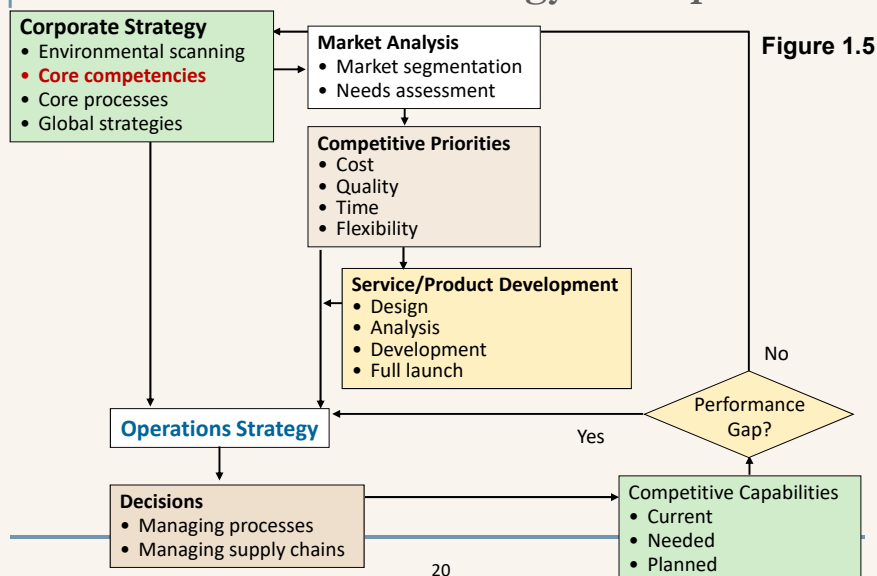 Corporate Strategy
• Environmental scanning
• Core competencies
• Core processes
• Global strategies
Market Analysis
• Market segmentation
• Needs assessment
Figure 1.5
Competitive Priorities
• Cost
• Quality
• Time
• Flexibility
Service/Product Development
• Design
• Analysis
• Development
• Full launch
No
Performance
Gap?
Yes
Operations Strategy
Decisions
• Managing processes
• Managing supply chains
Competitive Capabilities
• Current
• Needed
• Planned
20